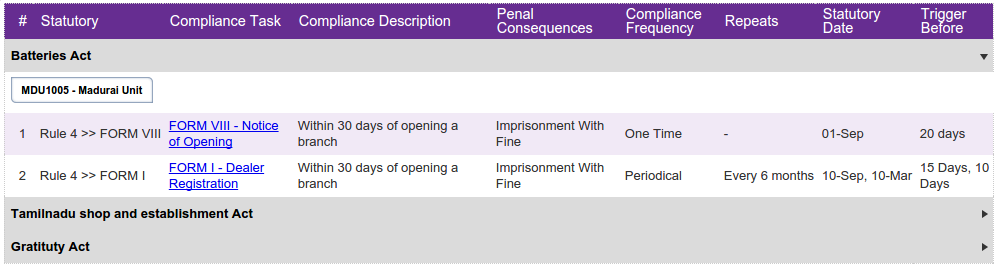 # Statutory Compliance Task Compliance Description Penal Consequences Compliance Frequency Repeats Statutory Date Trigger Before
Batteries Act
MDU1005 - Madurai Unit
1 Rule 4 >> FORM VIII FORM VIII - Notice of Opening Within 30 days of opening a branch Imprisonment With Fine One Time - 01-Sep 20 days
2 Rule 4 >> FORM I FORM I - Dealer Registration Within 30 days of opening a branch Imprisonment With Fine Periodical Every 6 months 10-Sep, 10-Mar 15 Days, 10 Days
Tamilnadu shop and establishment Act
Gratituty Act